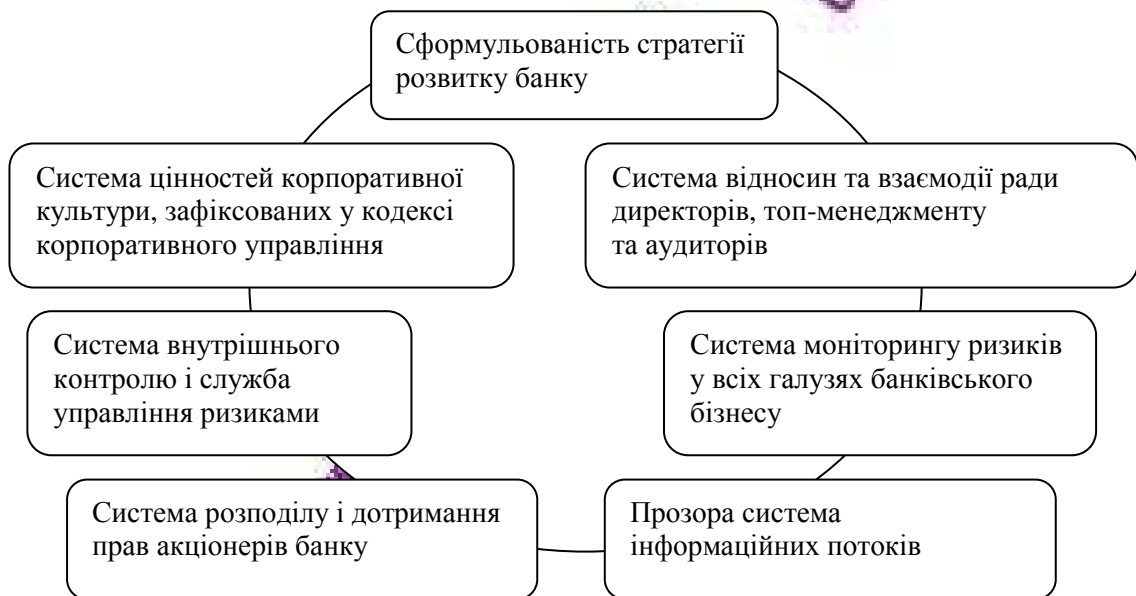 Сформульованість стратегії
розвитку банку
Система цінностей корпоративної
культури, зафіксованих у кодексі
корпоративного управління
Система відносин та взаємодії ради
директорів, топ-менеджменту
та аудиторів
Система внутрішнього
контролю і служба
управління ризиками
Система моніторингу ризиків
у всіх галузях банківського
бізнесу
Система розподілу і дотримання
прав акціонерів банку
Прозора система
інформаційних потоків